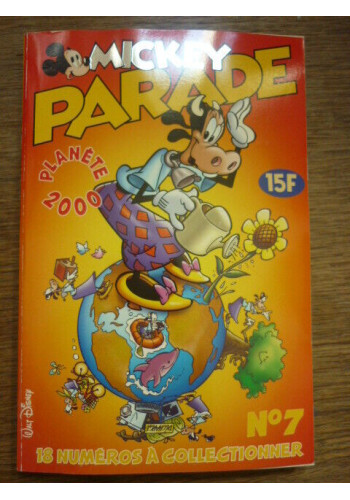 MICKEY
PARADE
PLANÈTE
2000
15F
N°7
WALT DISNEY
18 NUMÉROS À COLLECTIONNER